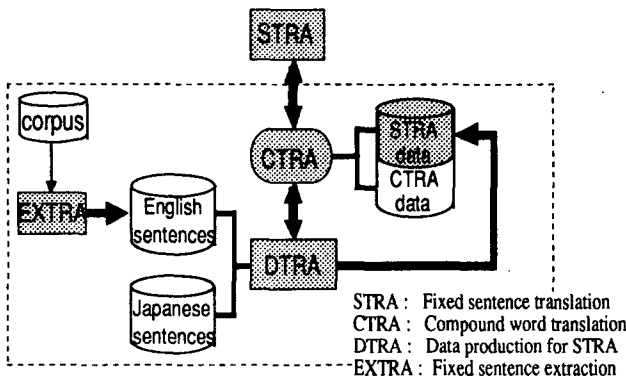 STRA
corpus
CTRA
STRA
data
CTRA
data
EXTRA
English
sentences
DTRA
Japanese
sentences
STRA : Fixed sentence translation
CTRA : Compound word translation
DTRA : Data production for STRA
EXTRA : Fixed sentence extraction